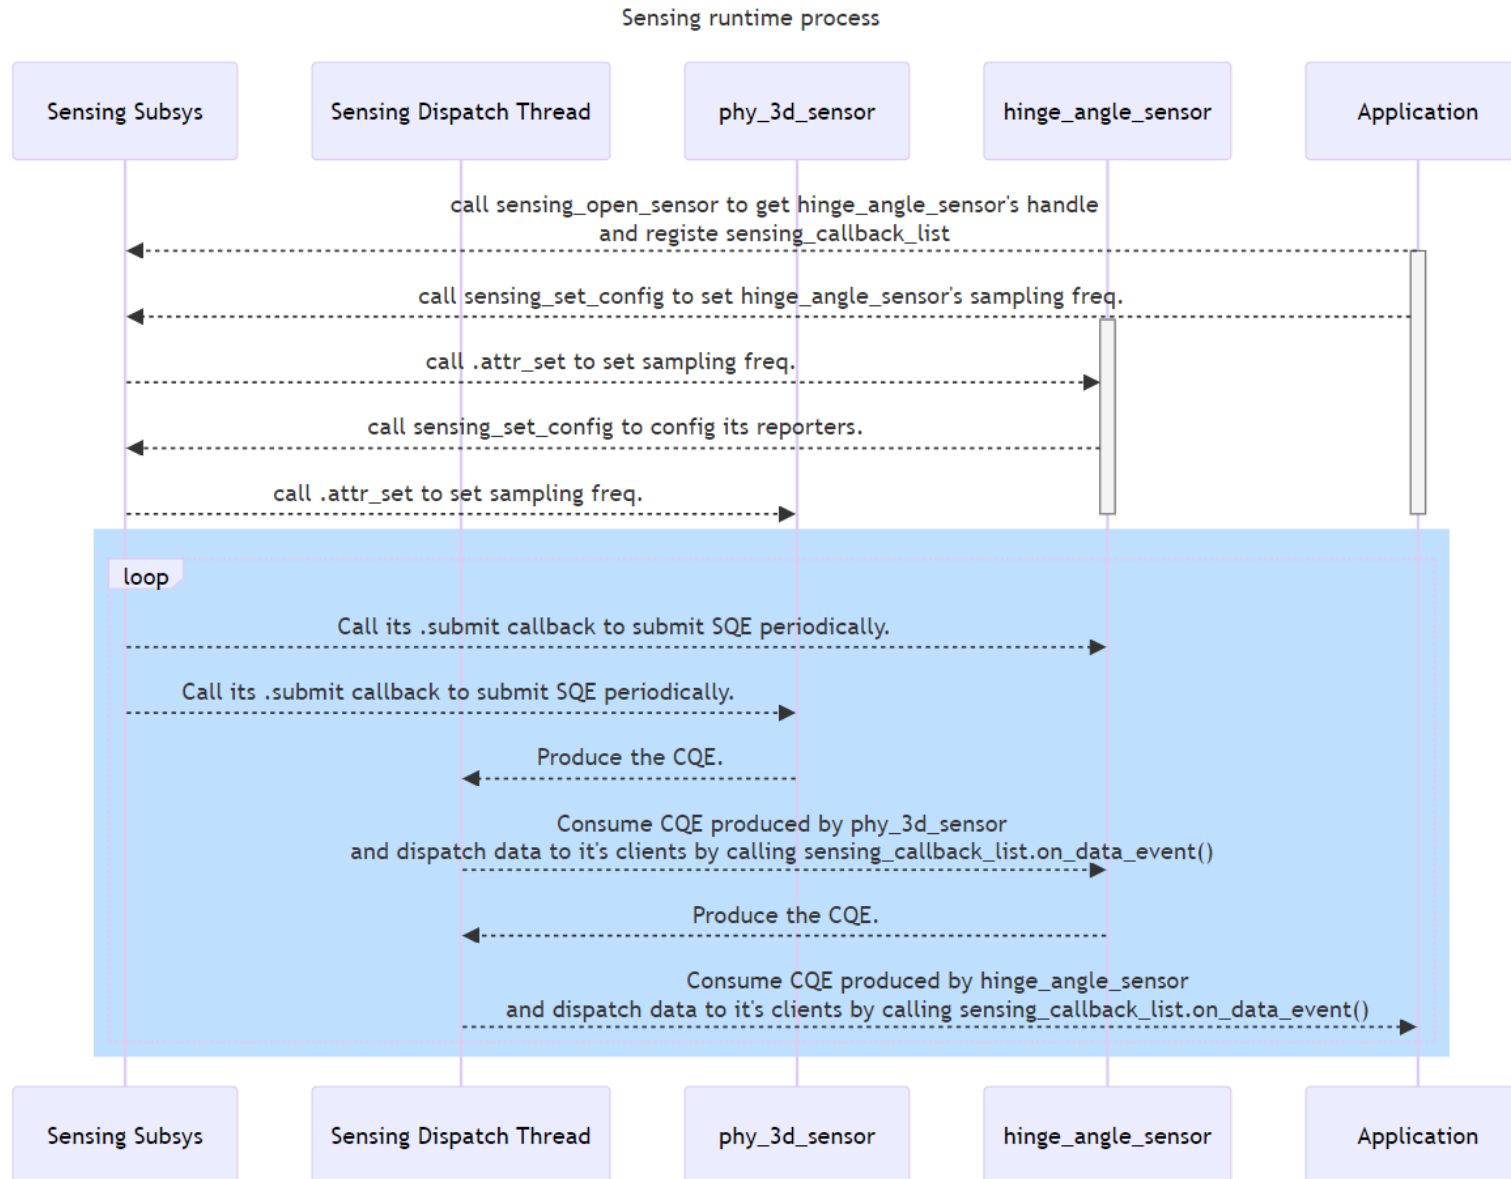 Sensing runtime process
Sensing Subsys
Sensing Dispatch Thread
phy_3d_sensor
hinge_angle_sensor
Application
call sensing_open_sensor to get hinge_angle_sensor's handle
and registe sensing_callback_list
call sensing_set_config to set hinge_angle_sensor's sampling freq.
call .attr_set to set sampling freq.
call sensing_set_config to config its reporters.
call .attr_set to set sampling freq.
loop
Call its .submit callback to submit SQE periodically.
Call its .submit callback to submit SQE periodically.
Produce the CQE.
Consume CQE produced by phy_3d_sensor
and dispatch data to it's clients by calling sensing_callback_list.on_data_event()
Produce the CQE.
Consume CQE produced by hinge_angle_sensor
and dispatch data to it's clients by calling sensing_callback_list.on_data_event()
Sensing Subsys
Sensing Dispatch Thread
phy_3d_sensor
hinge_angle_sensor
Application